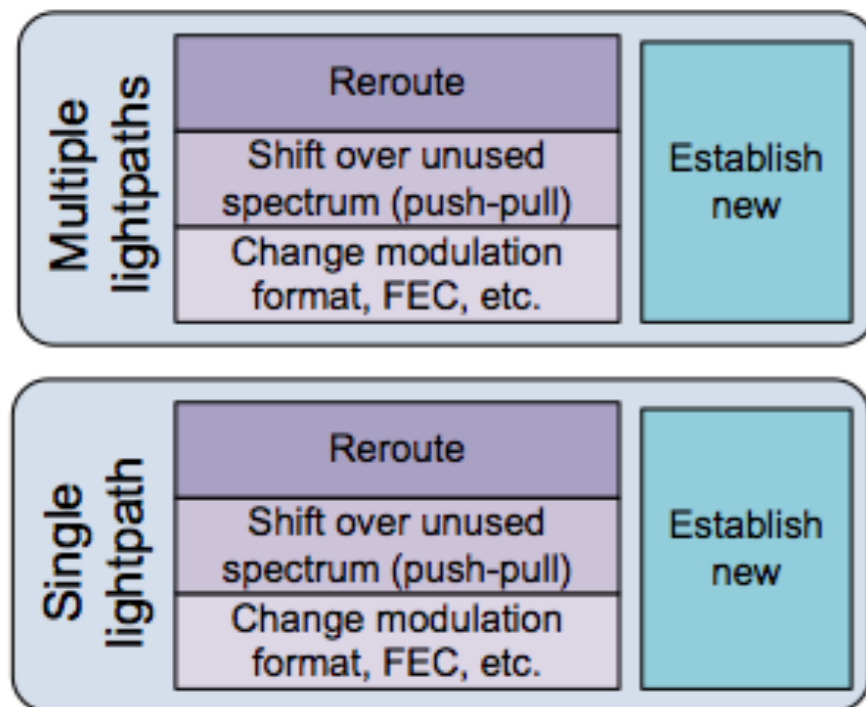 Multiple
lightpaths
Reroute
Shift over unused
spectrum (push-pull)
Change modulation
format, FEC, etc.
Establish
new
Single
lightpath
Reroute
Shift over unused
spectrum (push-pull)
Change modulation
format, FEC, etc.
Establish
new